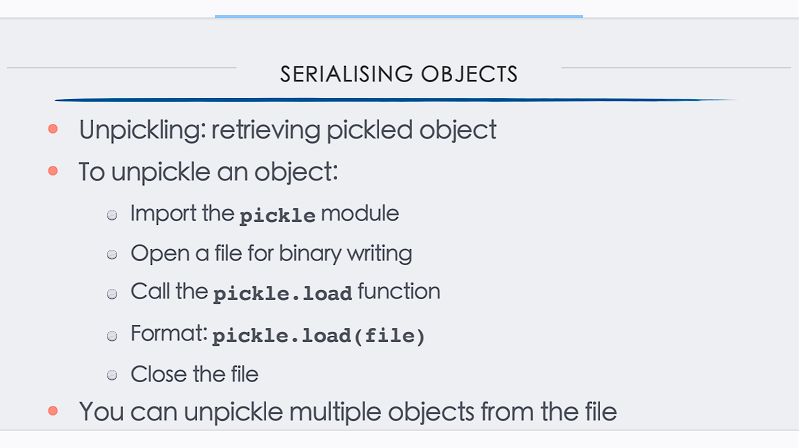 SERIALISING OBJECTS
Unpickling: retrieving pickled object
To unpickle an object:
Import the pickle module
Open a file for binary writing
Call the pickle.load function
Format: pickle.load(file)
Close the file
You can unpickle multiple objects from the file